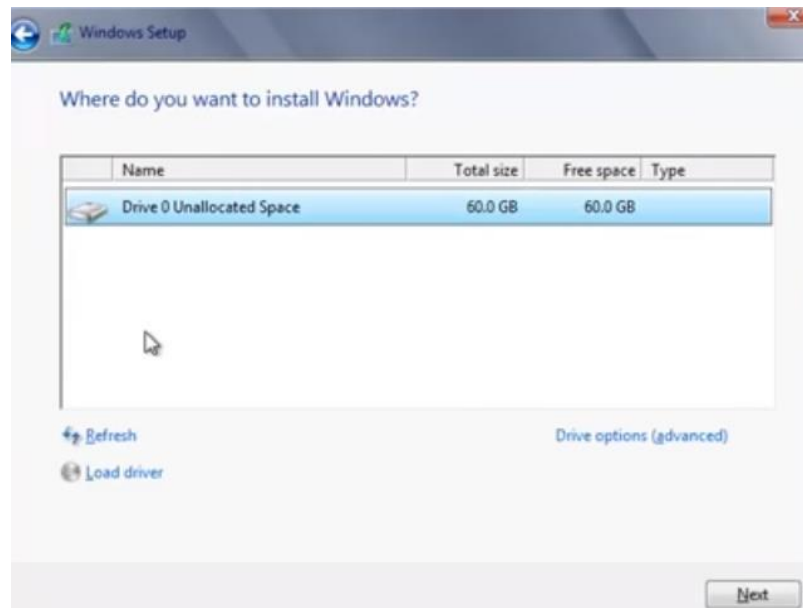 Windows Setup
Where do you want to install Windows?
Name Total size Free space Type
Drive 0 Unallocated Space 60.0 GB 60.0 GB
Refresh Drive options (advanced)
Load driver
Next